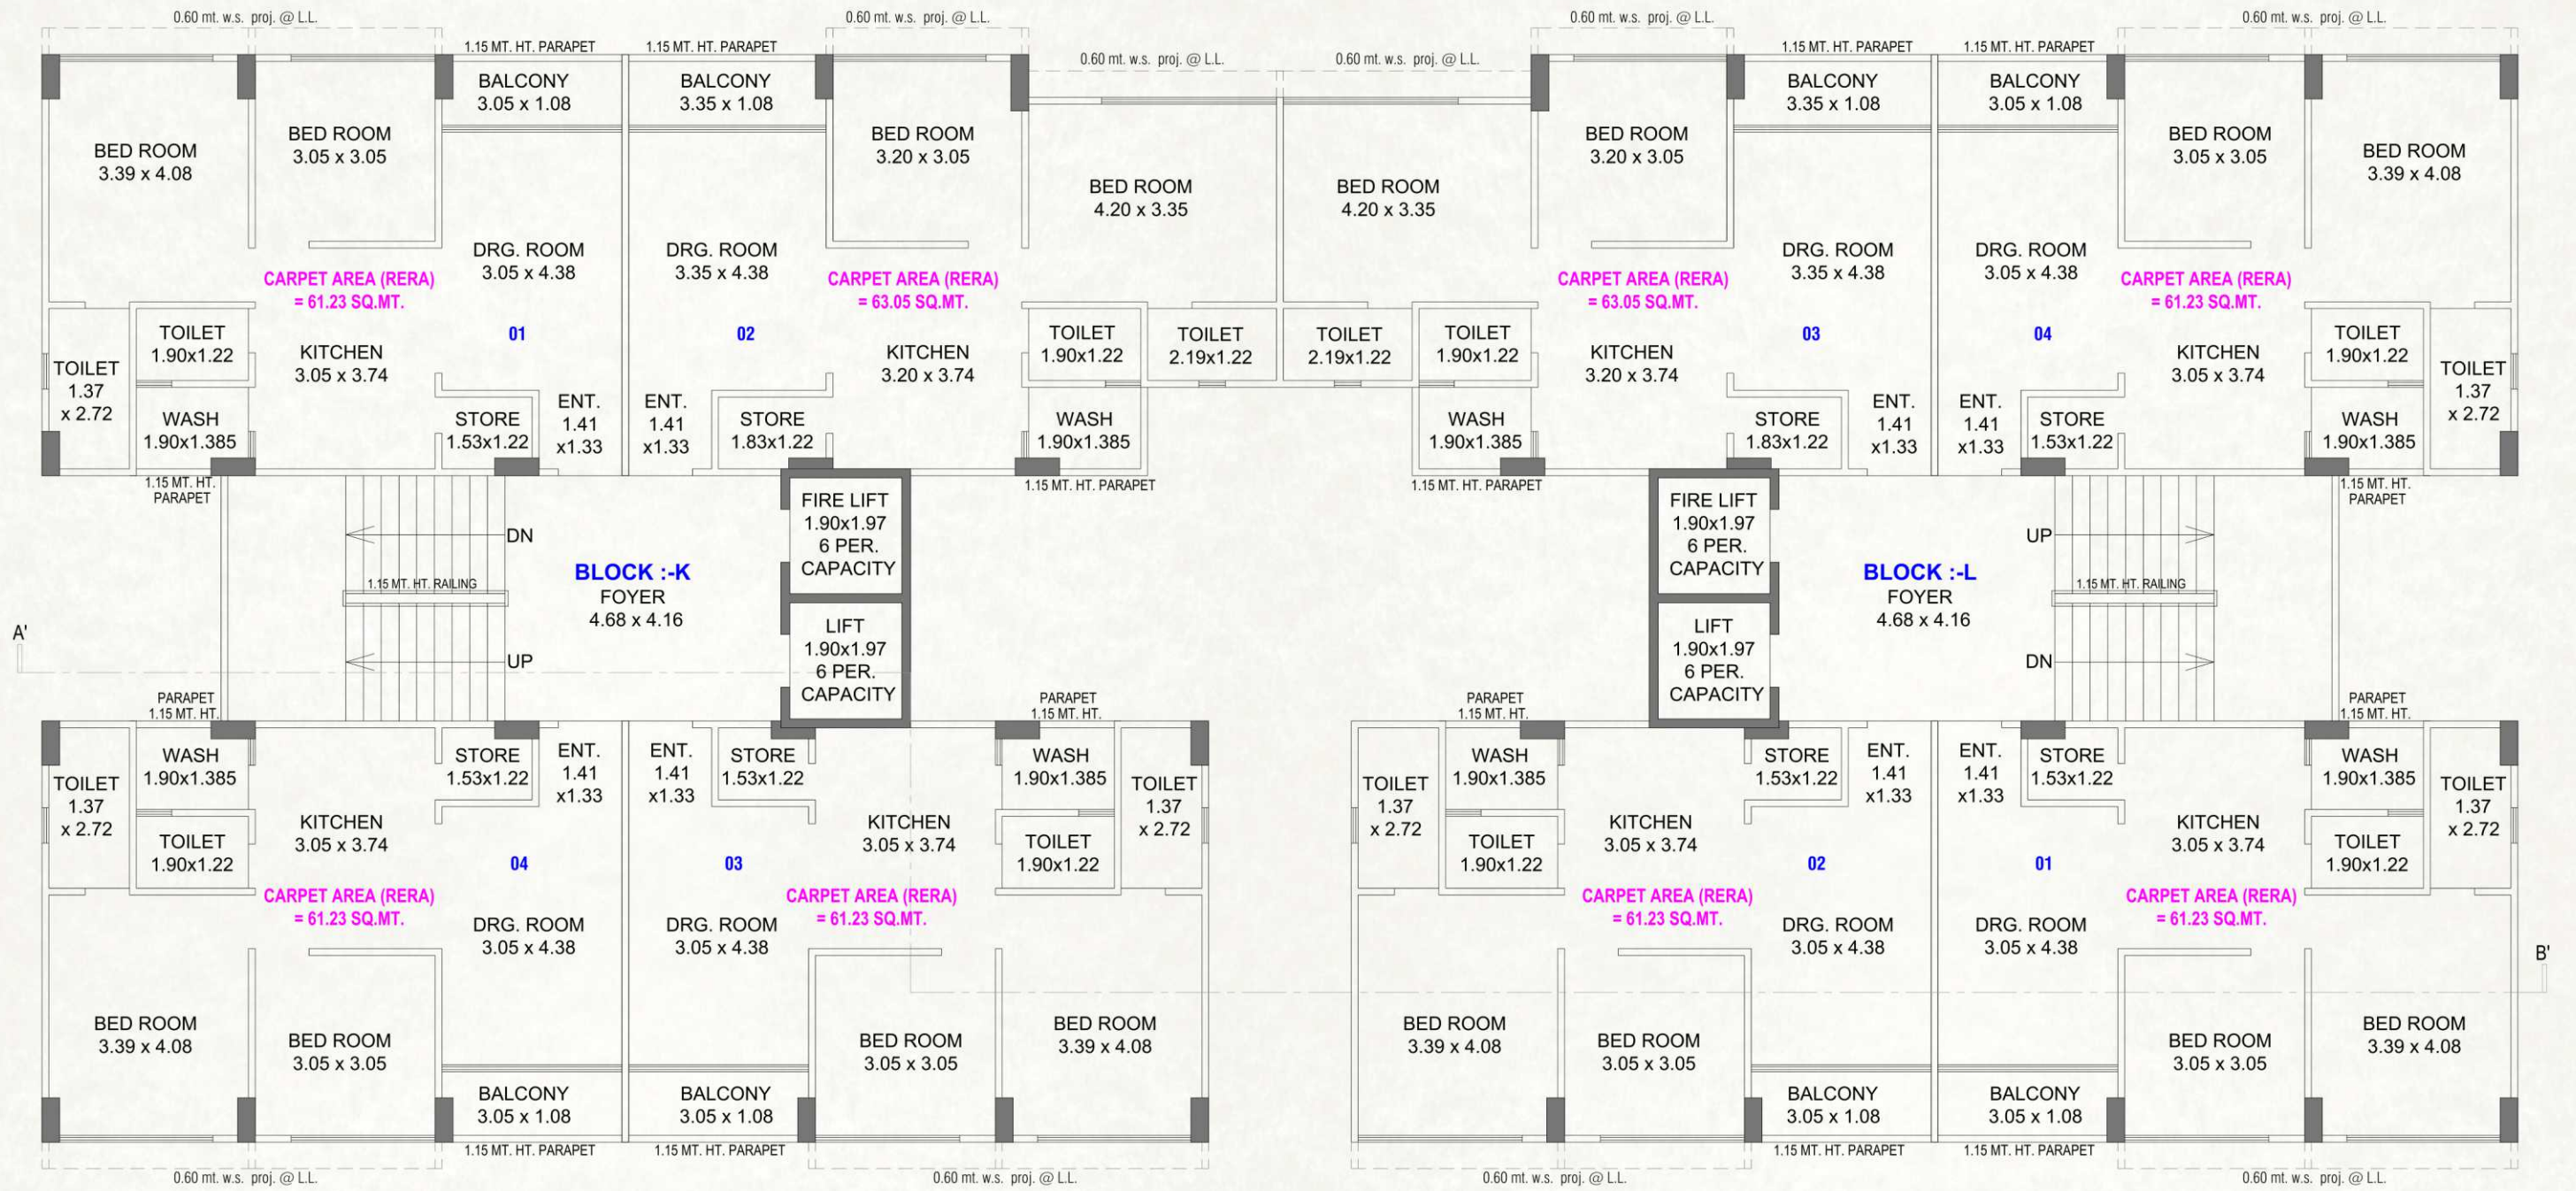 0.60 mt. w.s. proj. @ L.L.
0.60 mt. w.s. proj. @ L.L.
0.60 mt. w.s. proj. @ L.L.
0.60 mt. w.s. proj. @ L.L.
1.15 MT. HT. PARAPET
1.15 MT. HT. PARAPET
0.60 mt. w.s. proj. @ L.L.
0.60 mt. w.s. proj. @ L.L.
1.15 MT. HT. PARAPET
1.15 MT. HT. PARAPET
BED ROOM
3.39 x 4.08
BED ROOM
3.05 x 3.05
BALCONY
3.05 x 1.08
BALCONY
3.35 x 1.08
BED ROOM
3.20 x 3.05
BED ROOM
4.20 x 3.35
BED ROOM
4.20 x 3.35
BED ROOM
3.20 x 3.05
BALCONY
3.35 x 1.08
BALCONY
3.05 x 1.08
BED ROOM
3.05 x 3.05
BED ROOM
3.39 x 4.08
CARPET AREA (RERA)
= 61.23 SQ.MT.
DRG. ROOM
3.05 x 4.38
01
DRG. ROOM
3.35 x 4.38
02
CARPET AREA (RERA)
= 63.05 SQ.MT.
CARPET AREA (RERA)
= 63.05 SQ.MT.
DRG. ROOM
3.35 x 4.38
03
DRG. ROOM
3.05 x 4.38
04
CARPET AREA (RERA)
= 61.23 SQ.MT.
TOILET
1.37
x 2.72
TOILET
1.90x1.22
WASH
1.90x1.385
KITCHEN
3.05 x 3.74
STORE
1.53x1.22
ENT.
1.41
x1.33
ENT.
1.41
x1.33
STORE
1.83x1.22
KITCHEN
3.20 x 3.74
TOILET
1.90x1.22
WASH
1.90x1.385
TOILET
2.19x1.22
TOILET
2.19x1.22
TOILET
1.90x1.22
WASH
1.90x1.385
KITCHEN
3.20 x 3.74
STORE
1.83x1.22
ENT.
1.41
x1.33
ENT.
1.41
x1.33
STORE
1.53x1.22
KITCHEN
3.05 x 3.74
TOILET
1.90x1.22
WASH
1.90x1.385
TOILET
1.37
x 2.72
1.15 MT. HT.
PARAPET
1.15 MT. HT. PARAPET
1.15 MT. HT. PARAPET
1.15 MT. HT.
PARAPET
DN
1.15 MT. HT. RAILING
UP
BLOCK :-K
FOYER
4.68 x 4.16
FIRE LIFT
1.90x1.97
6 PER.
CAPACITY
LIFT
1.90x1.97
6 PER.
CAPACITY
FIRE LIFT
1.90x1.97
6 PER.
CAPACITY
LIFT
1.90x1.97
6 PER.
CAPACITY
BLOCK :-L
FOYER
4.68 x 4.16
UP
1.15 MT. HT. RAILING
DN
A'
PARAPET
1.15 MT. HT.
PARAPET
1.15 MT. HT.
PARAPET
1.15 MT. HT.
PARAPET
1.15 MT. HT.
TOILET
1.37
x 2.72
WASH
1.90x1.385
TOILET
1.90x1.22
KITCHEN
3.05 x 3.74
STORE
1.53x1.22
ENT.
1.41
x1.33
ENT.
1.41
x1.33
STORE
1.53x1.22
KITCHEN
3.05 x 3.74
WASH
1.90x1.385
TOILET
1.90x1.22
TOILET
1.37
x 2.72
TOILET
1.37
x 2.72
WASH
1.90x1.385
TOILET
1.90x1.22
KITCHEN
3.05 x 3.74
STORE
1.53x1.22
ENT.
1.41
x1.33
ENT.
1.41
x1.33
STORE
1.53x1.22
KITCHEN
3.05 x 3.74
WASH
1.90x1.385
TOILET
1.90x1.22
TOILET
1.37
x 2.72
CARPET AREA (RERA)
= 61.23 SQ.MT.
04
DRG. ROOM
3.05 x 4.38
03
DRG. ROOM
3.05 x 4.38
CARPET AREA (RERA)
= 61.23 SQ.MT.
CARPET AREA (RERA)
= 61.23 SQ.MT.
02
DRG. ROOM
3.05 x 4.38
01
DRG. ROOM
3.05 x 4.38
CARPET AREA (RERA)
= 61.23 SQ.MT.
B'
BED ROOM
3.39 x 4.08
BED ROOM
3.05 x 3.05
BALCONY
3.05 x 1.08
BALCONY
3.05 x 1.08
BED ROOM
3.05 x 3.05
BED ROOM
3.39 x 4.08
BED ROOM
3.39 x 4.08
BED ROOM
3.05 x 3.05
BALCONY
3.05 x 1.08
BALCONY
3.05 x 1.08
BED ROOM
3.05 x 3.05
BED ROOM
3.39 x 4.08
1.15 MT. HT. PARAPET
1.15 MT. HT. PARAPET
1.15 MT. HT. PARAPET
1.15 MT. HT. PARAPET
0.60 mt. w.s. proj. @ L.L.
0.60 mt. w.s. proj. @ L.L.
0.60 mt. w.s. proj. @ L.L.
0.60 mt. w.s. proj. @ L.L.